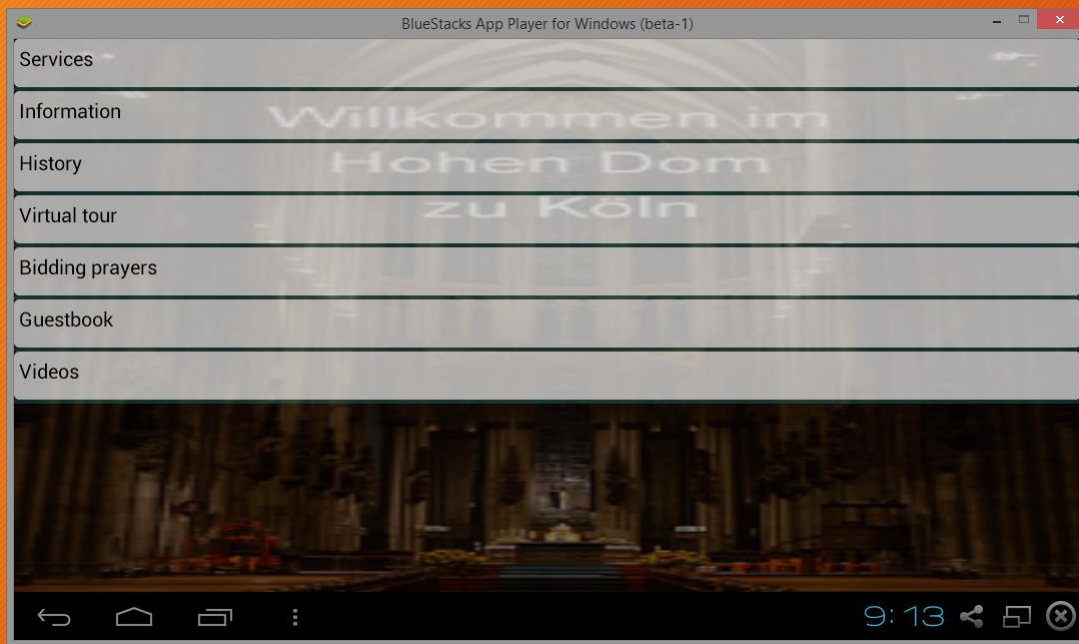 BlueStacks App Player for Windows (beta-1)
Services
Information
Willkommen im
History
Hohen Dom
zu Köln
Virtual tour
Bidding prayers
Guestbook
Videos
9:13